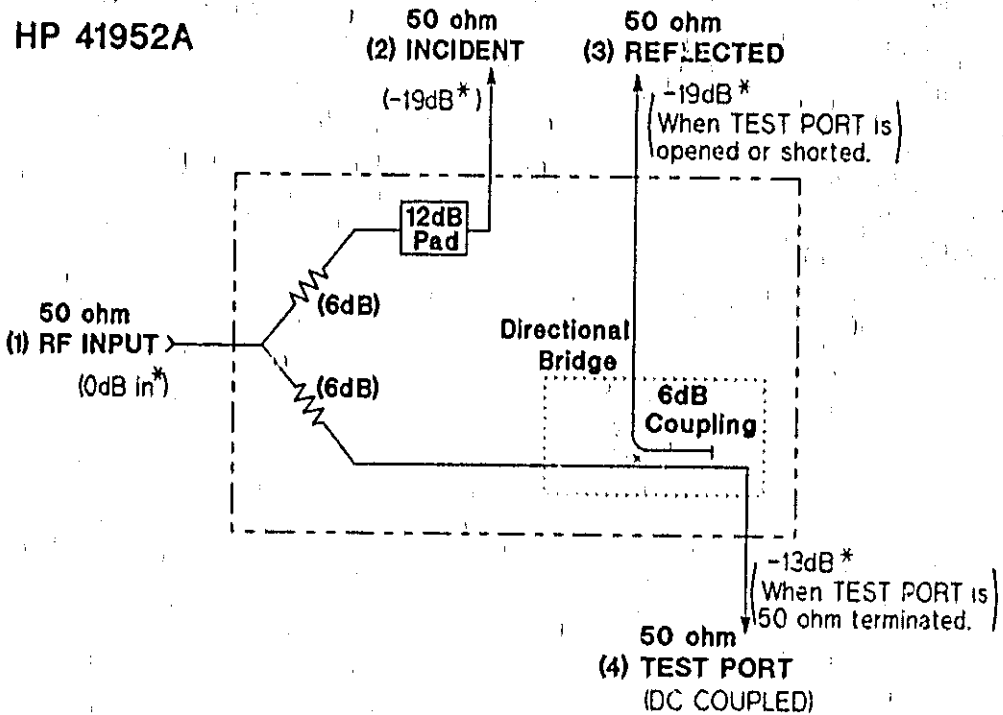 HP 41952A
50 ohm
(2) INCIDENT
(-19dB*)
50 ohm
(3) REFLECTED
-19dB*
(When TEST PORT is
opened or shorted.)
12dB
Pad
(6dB)
50 ohm
(1) RF INPUT
(0dB in*)
(6dB)
Directional
Bridge
6dB
Coupling
-13dB*
(When TEST PORT is
50 ohm terminated.)
50 ohm
(4) TEST PORT
(DC COUPLED)